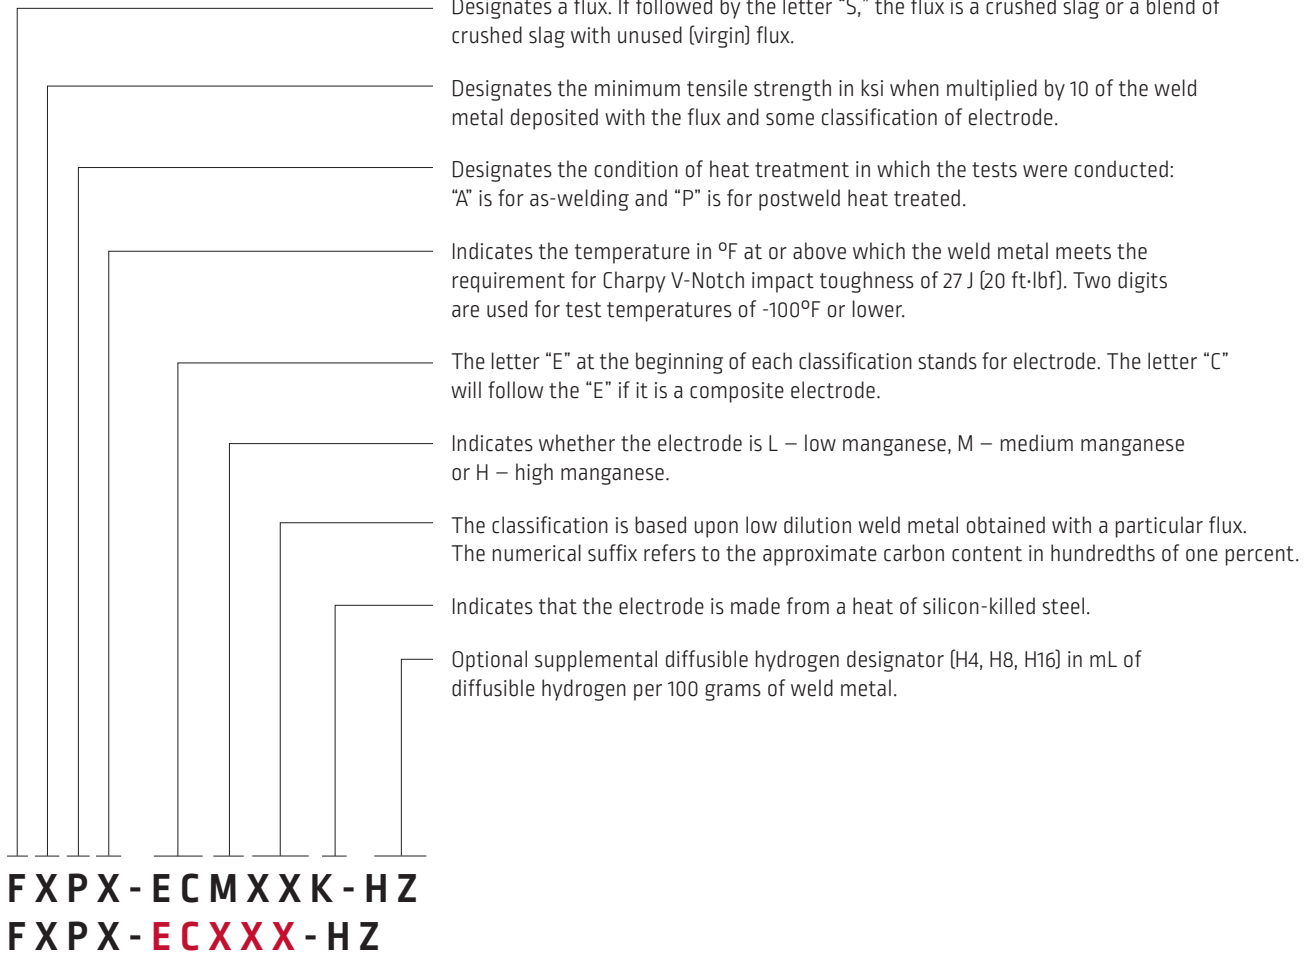 Designates a flux. If followed by the letter “S,” the flux is a crushed slag or a blend of
crushed slag with unused (virgin) flux.
Designates the minimum tensile strength in ksi when multiplied by 10 of the weld
metal deposited with the flux and some classification of electrode.
Designates the condition of heat treatment in which the tests were conducted:
“A” is for as-welding and “P” is for postweld heat treated.
Indicates the temperature in ºF at or above which the weld metal meets the
requirement for Charpy V-Notch impact toughness of 27 J (20 ft·lbf). Two digits
are used for test temperatures of -100ºF or lower.
The letter “E” at the beginning of each classification stands for electrode. The letter “C”
will follow the “E” if it is a composite electrode.
Indicates whether the electrode is L – low manganese, M – medium manganese
or H – high manganese.
The classification is based upon low dilution weld metal obtained with a particular flux.
The numerical suffix refers to the approximate carbon content in hundredths of one percent.
Indicates that the electrode is made from a heat of silicon-killed steel.
Optional supplemental diffusible hydrogen designator (H4, H8, H16) in mL of
diffusible hydrogen per 100 grams of weld metal.
F X P X - E C M X X K - H Z
F X P X - E C X X X - H Z